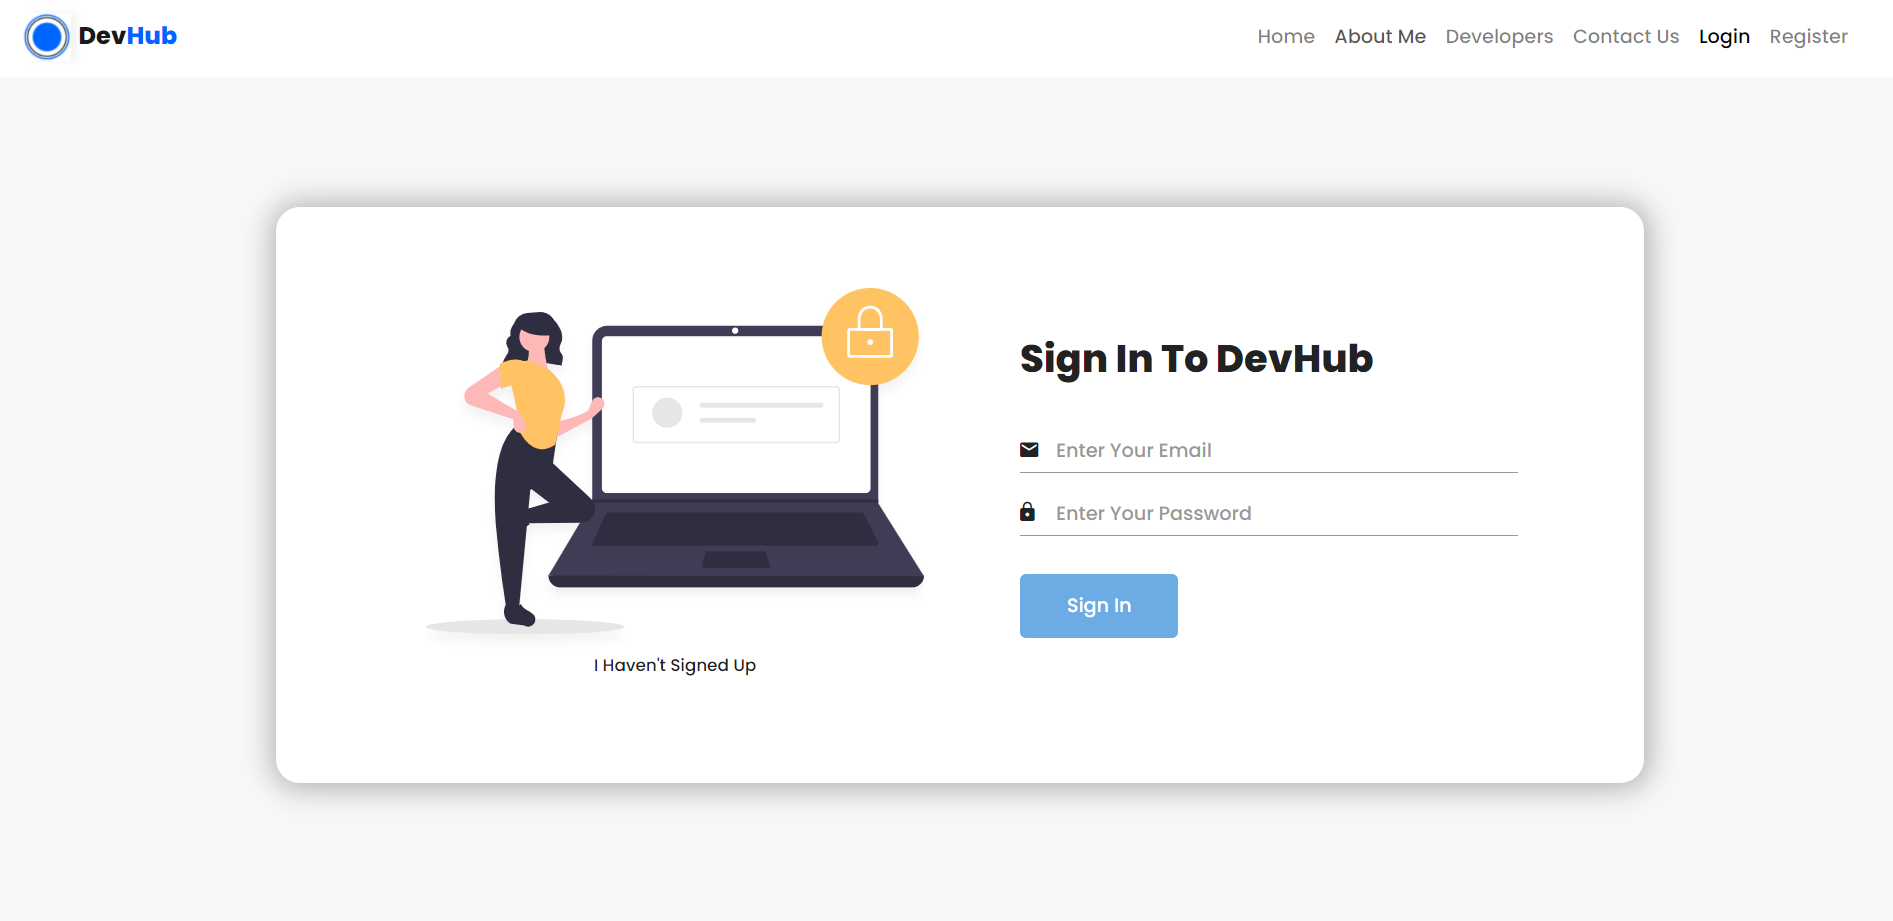 DevHub
Home About Me Developers Contact Us Login Register
Sign In To DevHub
Enter Your Email
Enter Your Password
Sign In
I Haven't Signed Up